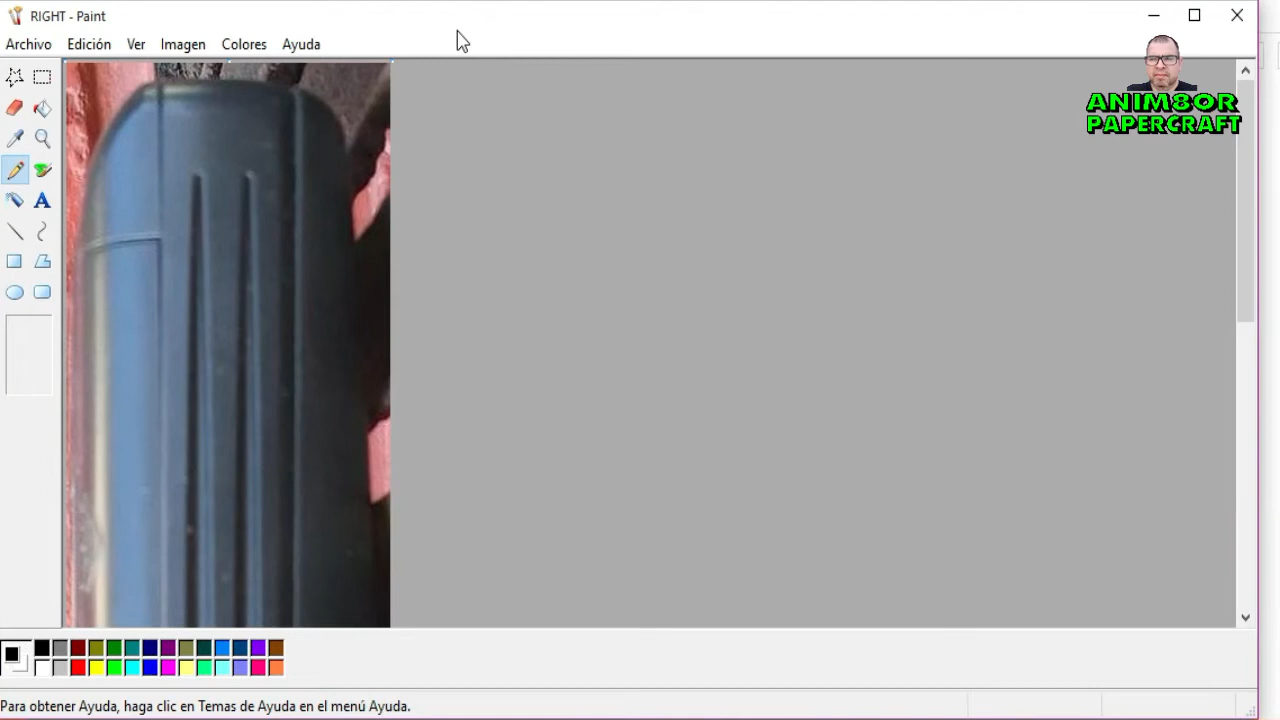 RIGHT - Paint
Archivo Edición Ver Imagen Colores Ayuda
ANIM8OR
PAPERCRAFT
A
Para obtener Ayuda, haga clic en Temas de Ayuda en el menú Ayuda.